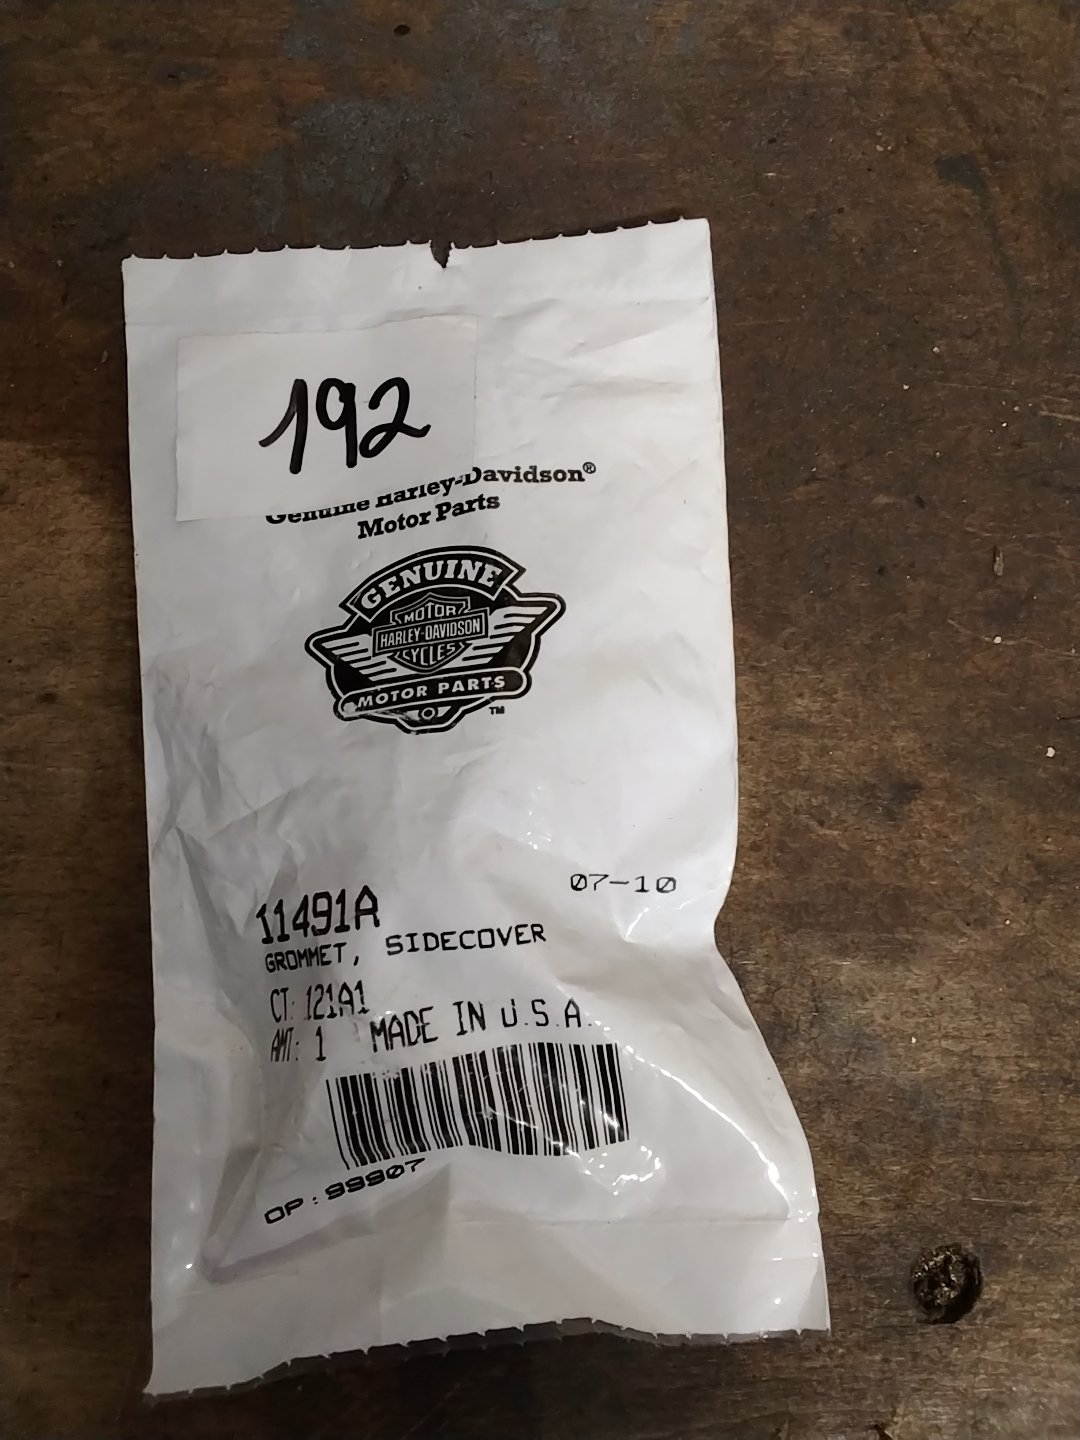 192
Genuine Harley-Davidson®
Motor Parts
GENUINE
MOTOR
HARLEY-DAVIDSON
CYCLES
MOTOR PARTS
TM
07-10
11491A
GROMMET, SIDECOVER
CT: 121A1
AMT: 1 MADE IN U.S.A.
OP: 99907